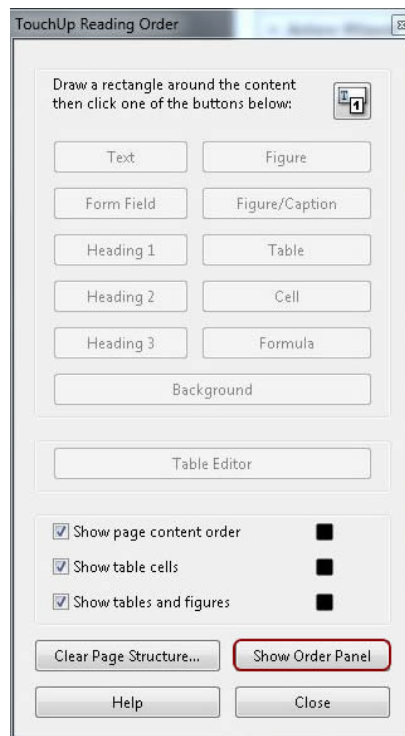 TouchUp Reading Order
Draw a rectangle around the content
then click one of the buttons below:
Text Figure
Form Field Figure/Caption
Heading 1 Table
Heading 2 Cell
Heading 3 Formula
Background
Table Editor
Show page content order
Show table cells
Show tables and figures
Clear Page Structure... Show Order Panel
Help Close